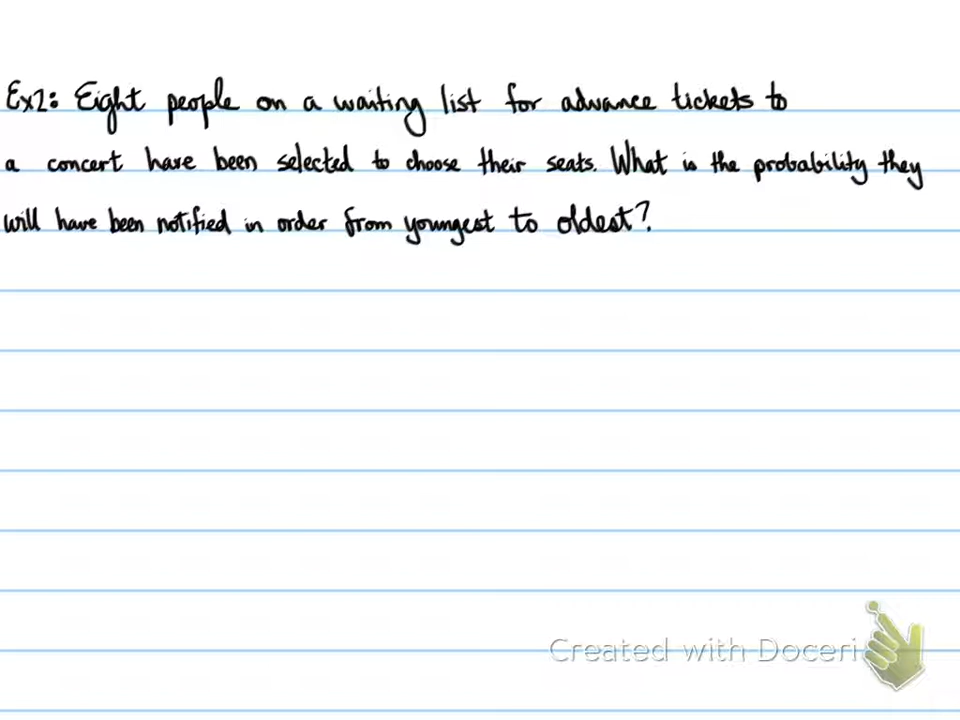 Ex2: Eight people on a waiting list for advance tickets to
a concert have been selected to choose their seats. What is the probability they
will have been notified in order from youngest to oldest?
Created with Doceri